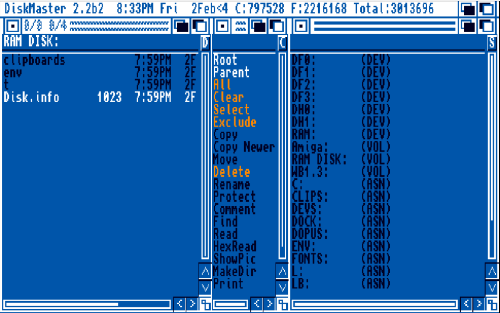 DiskMaster 2.2b2 8:33PM Fri 2Feb<4 C:797528 F:2216168 Total:3013696
0/0 0/4
RAM DISK:
D
clipboards 7:59PM 2F
env 7:59PM 2F
t 7:59PM 2F
Disk.info 1023 7:59PM 2F
C
Root
Parent
All
Clear
Select
Exclude
Copy
Copy Newer
Move
Delete
Rename
Protect
Comment
Find
Read
HexRead
ShowPic
MakeDir
Print
S
DF0: (DEV)
DF1: (DEV)
DF2: (DEV)
DF3: (DEV)
DH0: (DEV)
DH1: (DEV)
RAM: (DEV)
Amiga: (VOL)
RAM DISK: (VOL)
WB1.3: (VOL)
C: (ASN)
CLIPS: (ASN)
DEVS: (ASN)
DOCK: (ASN)
DOPUS: (ASN)
ENV: (ASN)
FONTS: (ASN)
L: (ASN)
LB: (ASN)